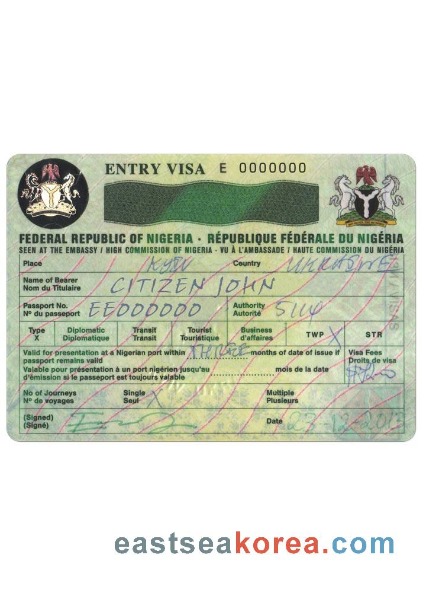 ENTRY VISA E 0000000
FEDERAL REPUBLIC OF NIGERIA · RÉPUBLIQUE FÉDÉRALE DU NIGÉRIA
SEEN AT THE EMBASSY / HIGH COMMISSION OF NIGERIA - VU À L'AMBASSADE / HAUTE COMMISSION DU NIGÉRIA
Place KYIV Country UKRAINE
Name of Bearer
Nom du Titulaire
CITIZEN JOHN
Passport No. Authority
Nº du passeport EE000000 Autorité 5114
Type Diplomatic Transit Tourist Business TWP X STR
X Diplomatique Transit Touristique d'affaires
Valid for presentation at a Nigerian port within THREE months of date of issue if Visa Fees
passport remains valid Droits de visa
Valable pour présentation à un port nigérien jusqu'au mois de la date
d'émission si le passeport est toujours valable
No of Journeys Single Multiple
Nº de voyages Seul X Plusieurs
(Signed) Date 23-12-2013
(Signé)
eastseakorea.com